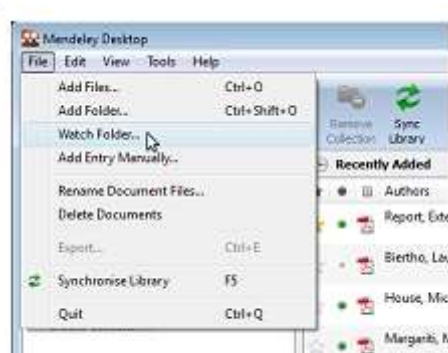 Mendeley Desktop
File Edit View Tools Help
Add Files... Ctrl+O
Add Folder... Ctrl+Shift+O
Watch Folder...
Add Entry Manually...
Rename Document Files...
Delete Documents
Export... Ctrl+E
Synchronise Library F5
Quit Ctrl+Q
Remove Collection
Sync Library
Recently Added
Authors
Report, Exte
Biertho, Lau
House, Mic
Margariti, M